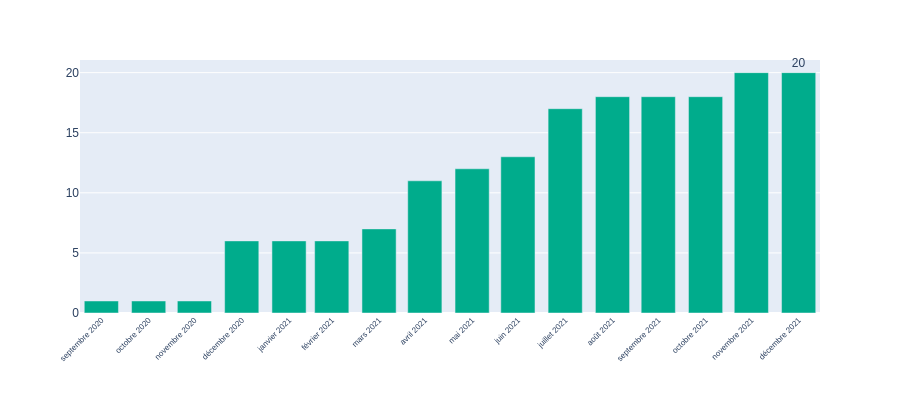 20
20
15
10
5
0
septembre 2020
octobre 2020
novembre 2020
décembre 2020
janvier 2021
février 2021
mars 2021
avril 2021
mai 2021
juin 2021
juillet 2021
août 2021
septembre 2021
octobre 2021
novembre 2021
décembre 2021